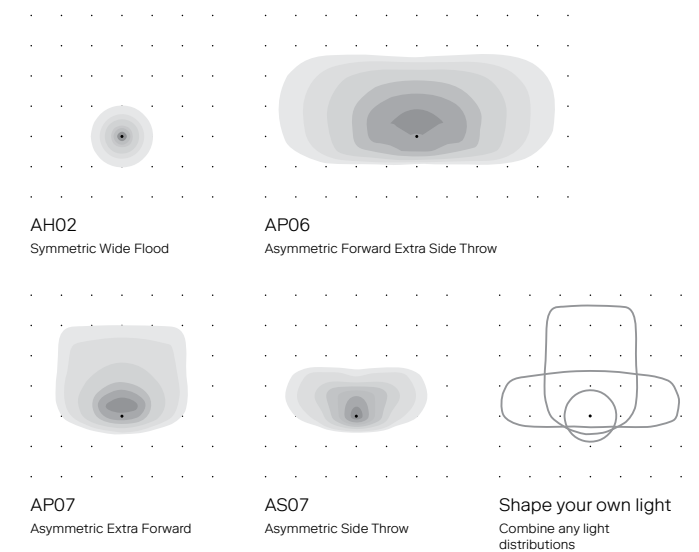 AH02
Symmetric Wide Flood
AP06
Asymmetric Forward Extra Side Throw
AP07
Asymmetric Extra Forward
AS07
Asymmetric Side Throw
Shape your own light
Combine any light
distributions